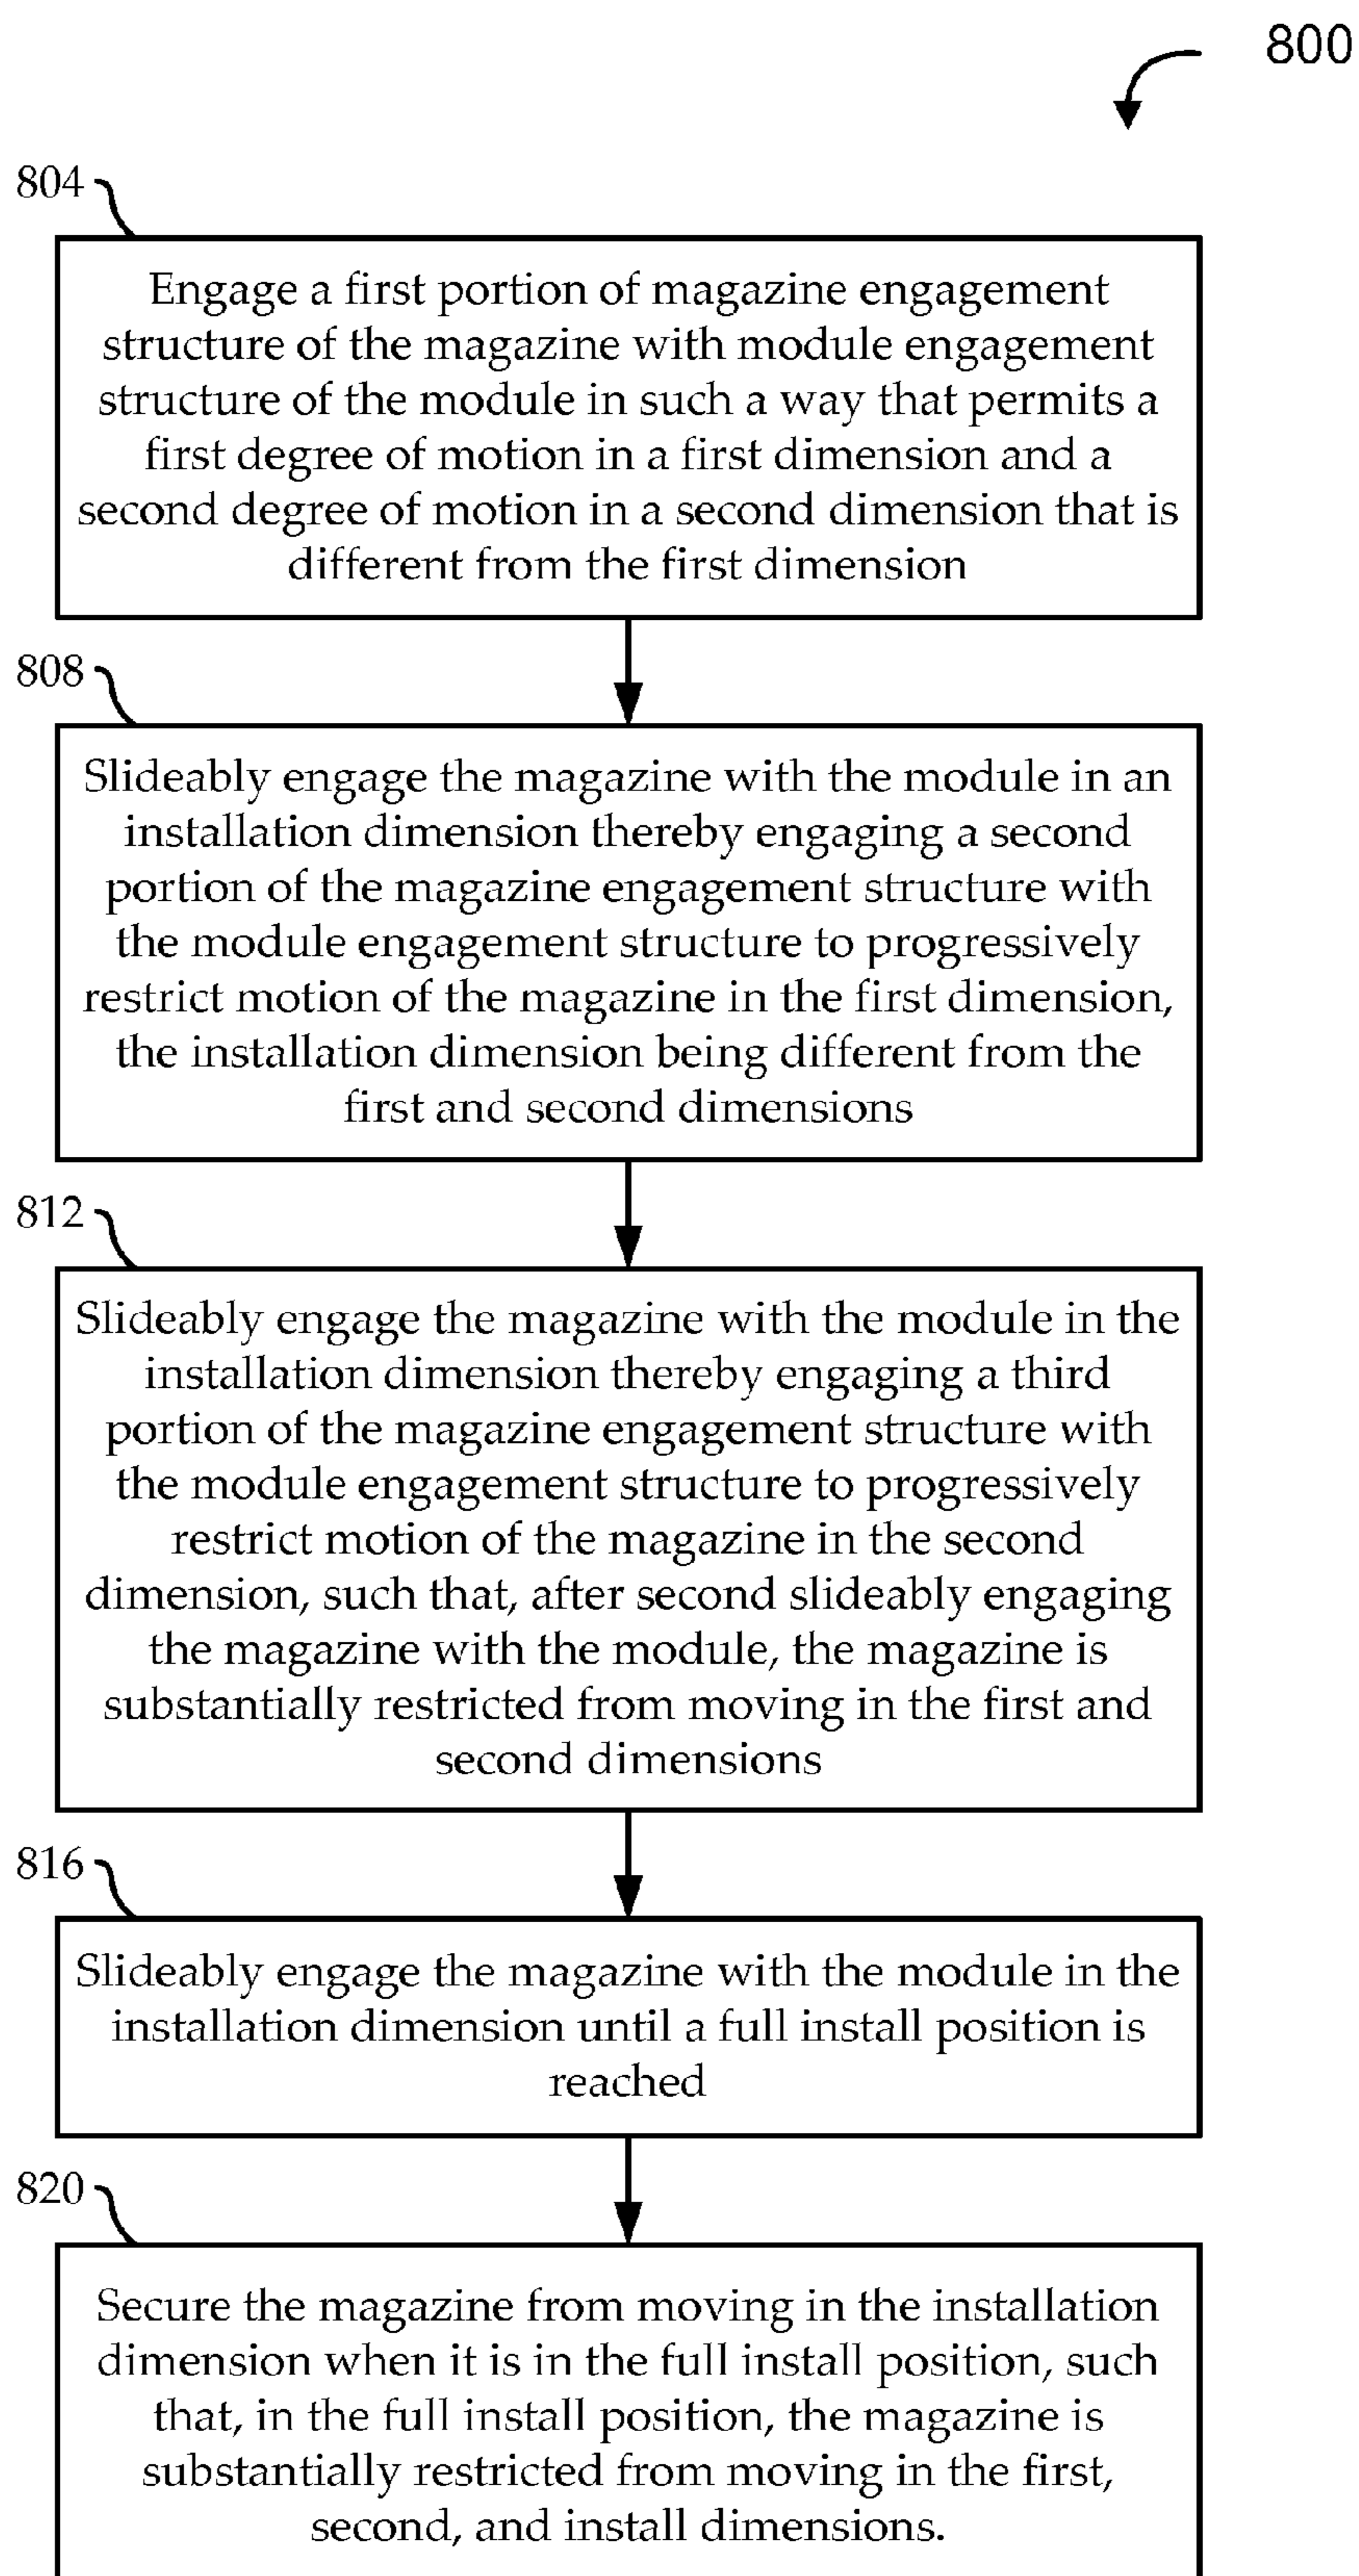 800
804
Engage a first portion of magazine engagement
structure of the magazine with module engagement
structure of the module in such a way that permits a
first degree of motion in a first dimension and a
second degree of motion in a second dimension that is
different from the first dimension
808
Slideably engage the magazine with the module in an
installation dimension thereby engaging a second
portion of the magazine engagement structure with
the module engagement structure to progressively
restrict motion of the magazine in the first dimension,
the installation dimension being different from the
first and second dimensions
812
Slideably engage the magazine with the module in the
installation dimension thereby engaging a third
portion of the magazine engagement structure with
the module engagement structure to progressively
restrict motion of the magazine in the second
dimension, such that, after second slideably engaging
the magazine with the module, the magazine is
substantially restricted from moving in the first and
second dimensions
816
Slideably engage the magazine with the module in the
installation dimension until a full install position is
reached
820
Secure the magazine from moving in the installation
dimension when it is in the full install position, such
that, in the full install position, the magazine is
substantially restricted from moving in the first,
second, and install dimensions.